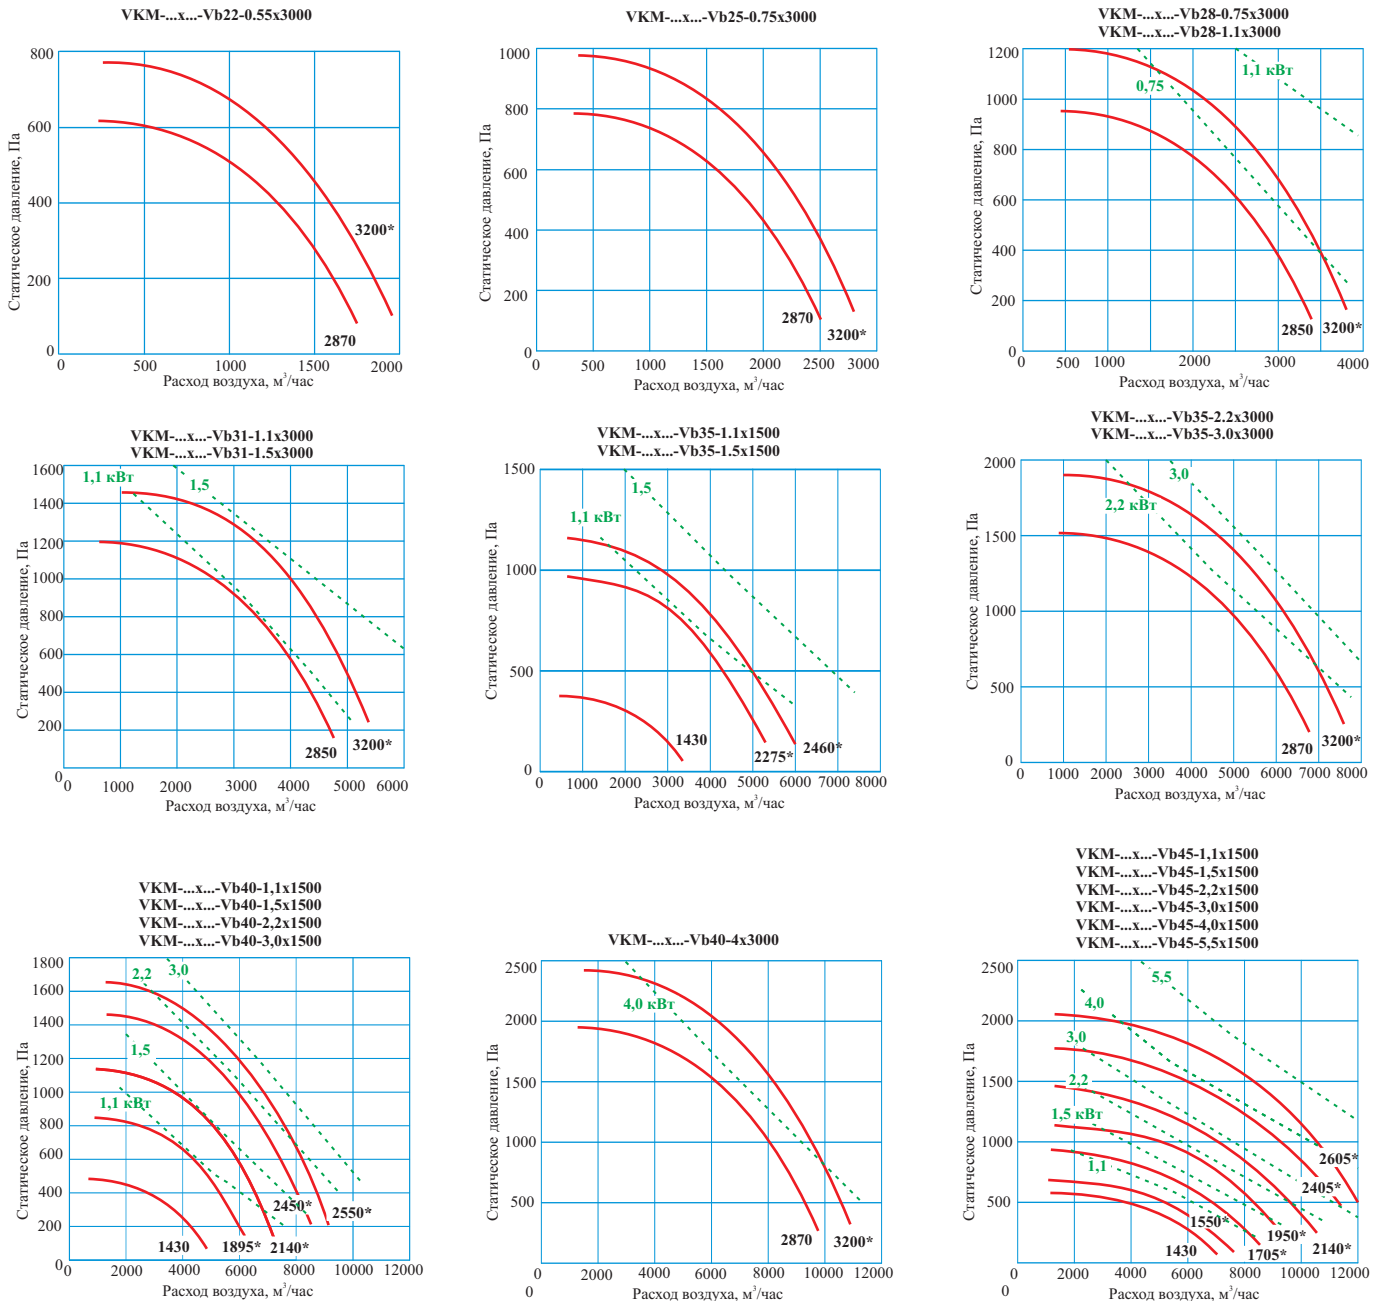 VKM-...x...-Vb22-0.55x3000
Статическое давление, Па
800
600
400
200
0
3200*
2870
0 500 1000 1500 2000
Расход воздуха, м³/час
VKM-...x...-Vb25-0.75x3000
Статическое давление, Па
1000
800
600
400
200
0
2870
3200*
0 500 1000 1500 2000 2500 3000
Расход воздуха, м³/час
VKM-...x...-Vb28-0.75x3000
VKM-...x...-Vb28-1.1x3000
Статическое давление, Па
1200
1000
800
600
400
200
0
0,75
1,1 кВт
2850
3200*
0 500 1000 2000 3000 4000
Расход воздуха, м³/час
VKM-...x...-Vb31-1.1x3000
VKM-...x...-Vb31-1.5x3000
Статическое давление, Па
1600
1400
1200
1000
800
600
400
200
0
1,1 кВт
1,5
2850
3200*
1000 2000 3000 4000 5000 6000
Расход воздуха, м³/час
VKM-...x...-Vb35-1.1x1500
VKM-...x...-Vb35-1.5x1500
Статическое давление, Па
1500
1000
500
0
1,5
1,1 кВт
1430
2275*
2460*
0 1000 2000 3000 4000 5000 6000 7000 8000
Расход воздуха, м³/час
VKM-...x...-Vb35-2.2x3000
VKM-...x...-Vb35-3.0x3000
Статическое давление, Па
2000
1500
1000
500
0
3,0
2,2 кВт
2870
3200*
0 1000 2000 3000 4000 5000 6000 7000 8000
Расход воздуха, м³/час
VKM-...x...-Vb40-1,1x1500
VKM-...x...-Vb40-1,5x1500
VKM-...x...-Vb40-2,2x1500
VKM-...x...-Vb40-3,0x1500
Статическое давление, Па
1800
1600
1400
1200
1000
800
600
400
200
0
2,2
3,0
1,5
1,1 кВт
2450*
2550*
1430
1895*
2140*
0 2000 4000 6000 8000 10000 12000
Расход воздуха, м³/час
VKM-...x...-Vb40-4x3000
Статическое давление, Па
2500
2000
1500
1000
500
0
4,0 кВт
2870
3200*
0 2000 4000 6000 8000 10000 12000
Расход воздуха, м³/час
VKM-...x...-Vb45-1,1x1500
VKM-...x...-Vb45-1,5x1500
VKM-...x...-Vb45-2,2x1500
VKM-...x...-Vb45-3,0x1500
VKM-...x...-Vb45-4,0x1500
VKM-...x...-Vb45-5,5x1500
Статическое давление, Па
2500
2000
1500
1000
500
0
5,5
4,0
3,0
2,2
1,5 кВт
1,1
2605*
2405*
1550*
1950*
2140*
1430
1705*
0 2000 4000 6000 8000 10000 12000
Расход воздуха, м³/час